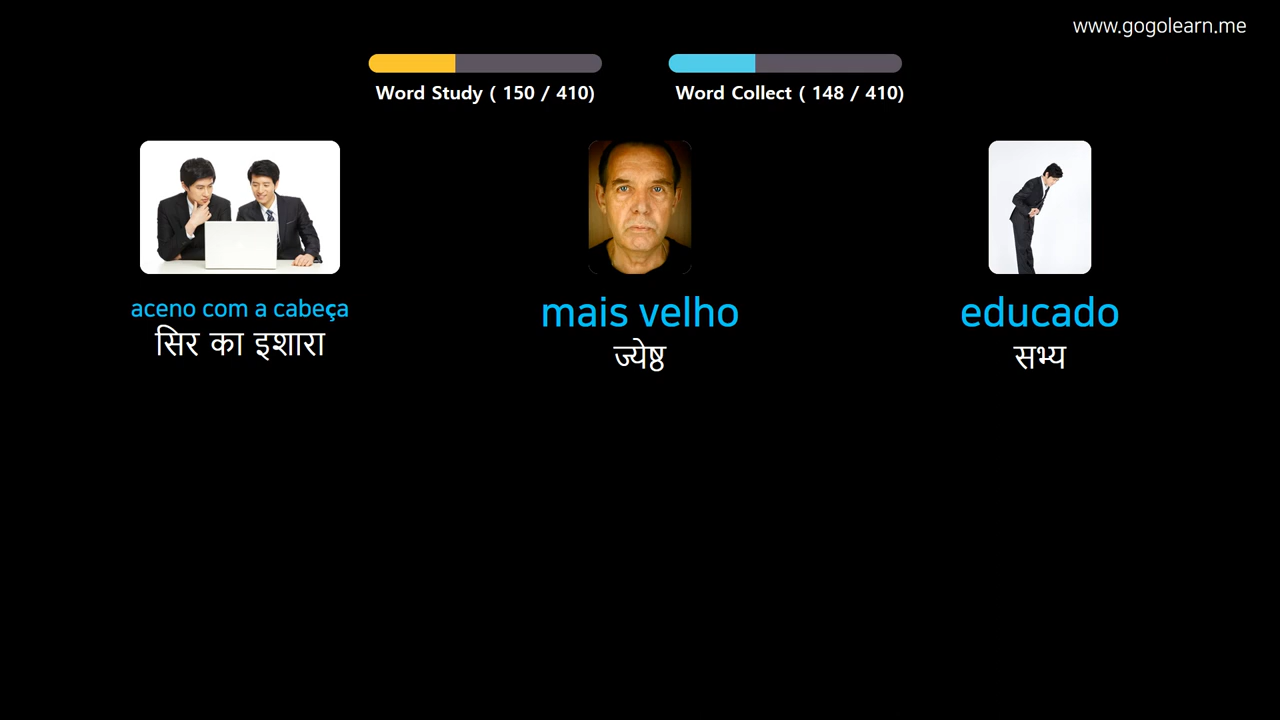 www.gogolearn.me
Word Study ( 150 / 410)
Word Collect ( 148 / 410)
aceno com a cabeça
सिर का इशारा
mais velho
ज्येष्ठ
educado
सभ्य